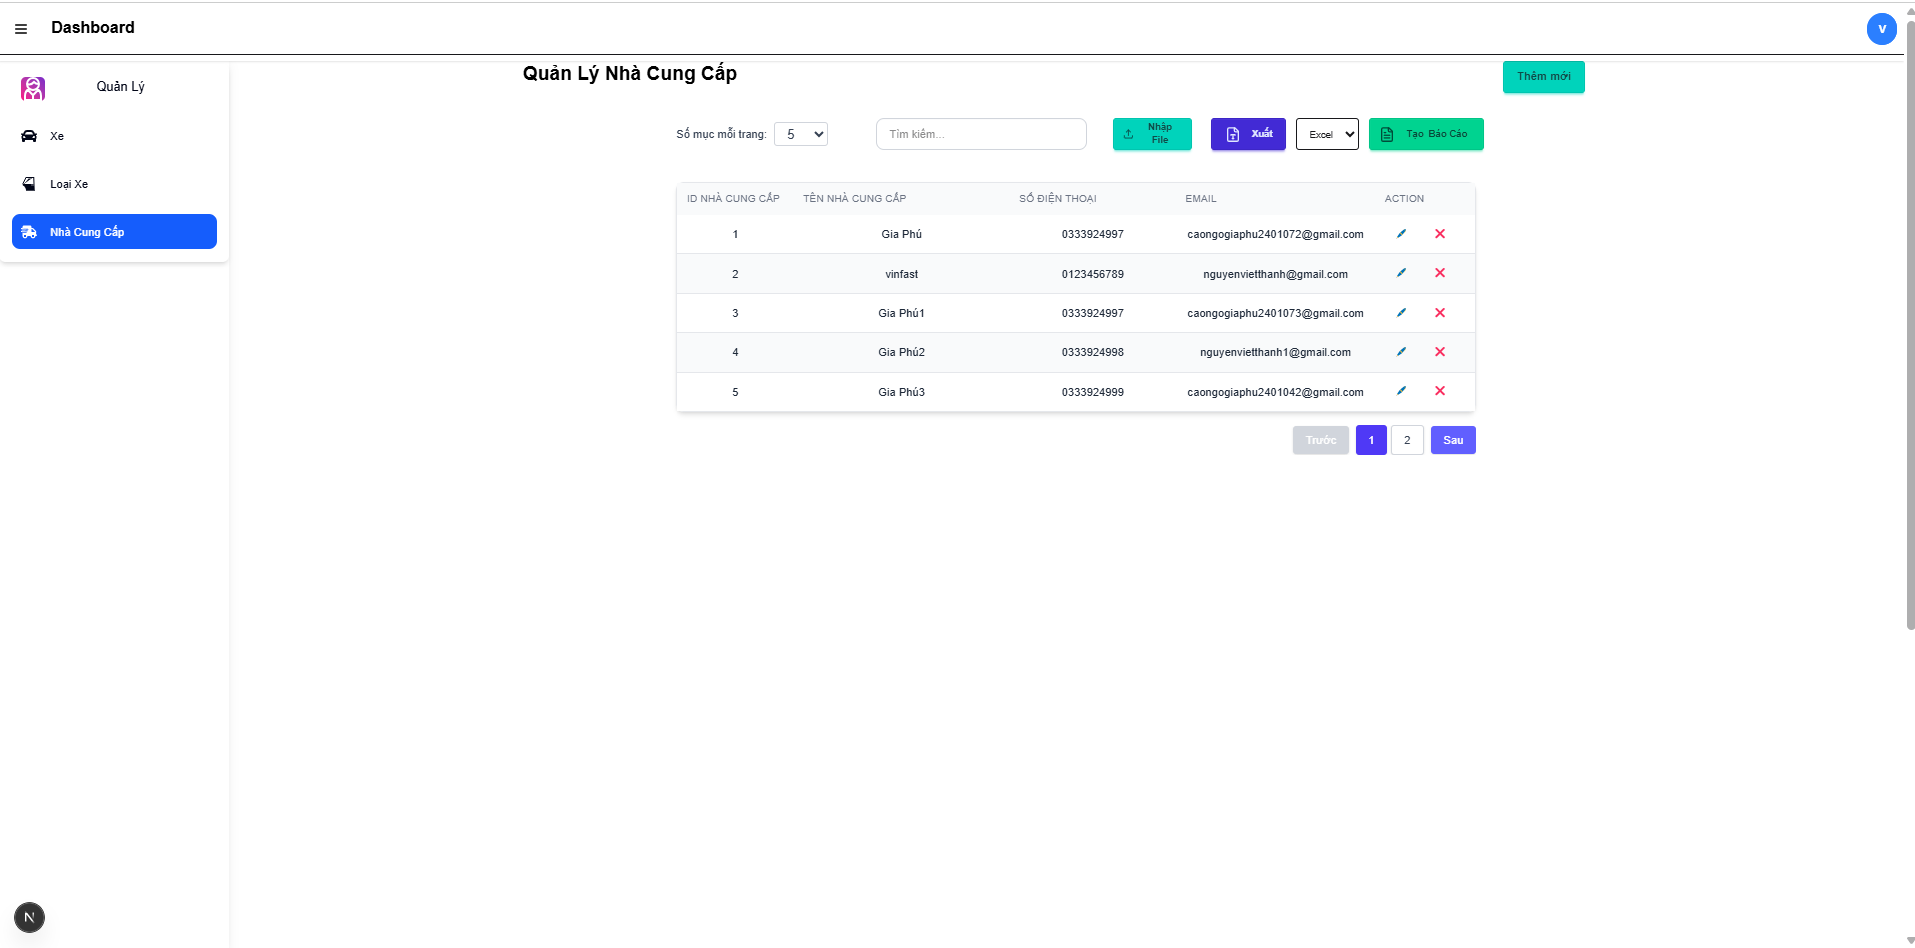 Dashboard
V
Quản Lý
Xe
Loại Xe
Nhà Cung Cấp
Quản Lý Nhà Cung Cấp
Thêm mới
Số mục mỗi trang: 5
Tìm kiếm...
Nhập File
Xuất
Excel
Tạo Báo Cáo
ID NHÀ CUNG CẤP TÊN NHÀ CUNG CẤP SỐ ĐIỆN THOẠI EMAIL ACTION
1 Gia Phú 0333924997 caongogiaphu2401072@gmail.com
2 vinfast 0123456789 nguyenvietthanh@gmail.com
3 Gia Phú1 0333924997 caongogiaphu2401073@gmail.com
4 Gia Phú2 0333924998 nguyenvietthanh1@gmail.com
5 Gia Phú3 0333924999 caongogiaphu2401042@gmail.com
Trước 1 2 Sau
N